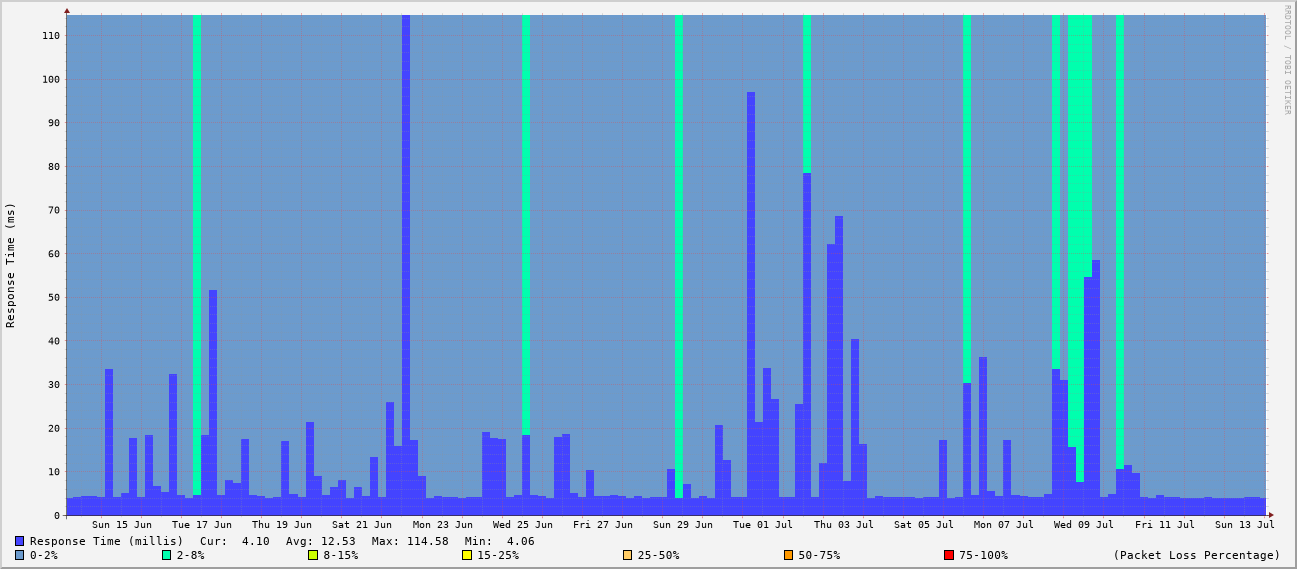 RRDTOOL / TOBI OETIKER
Response Time (ms)
110
100
90
80
70
60
50
40
30
20
10
0
Sun 15 Jun Tue 17 Jun Thu 19 Jun Sat 21 Jun Mon 23 Jun Wed 25 Jun Fri 27 Jun Sun 29 Jun Tue 01 Jul Thu 03 Jul Sat 05 Jul Mon 07 Jul Wed 09 Jul Fri 11 Jul Sun 13 Jul
Response Time (millis) Cur: 4.10 Avg: 12.53 Max: 114.58 Min: 4.06
0-2% 2-8% 8-15% 15-25% 25-50% 50-75% 75-100% (Packet Loss Percentage)